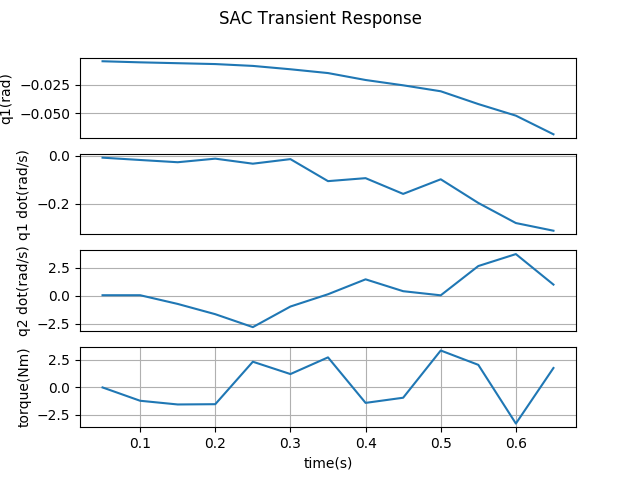 SAC Transient Response
q1(rad)
−0.025
−0.050
q1 dot(rad/s)
0.0
−0.2
q2 dot(rad/s)
2.5
0.0
−2.5
torque(Nm)
2.5
0.0
−2.5
0.1 0.2 0.3 0.4 0.5 0.6
time(s)